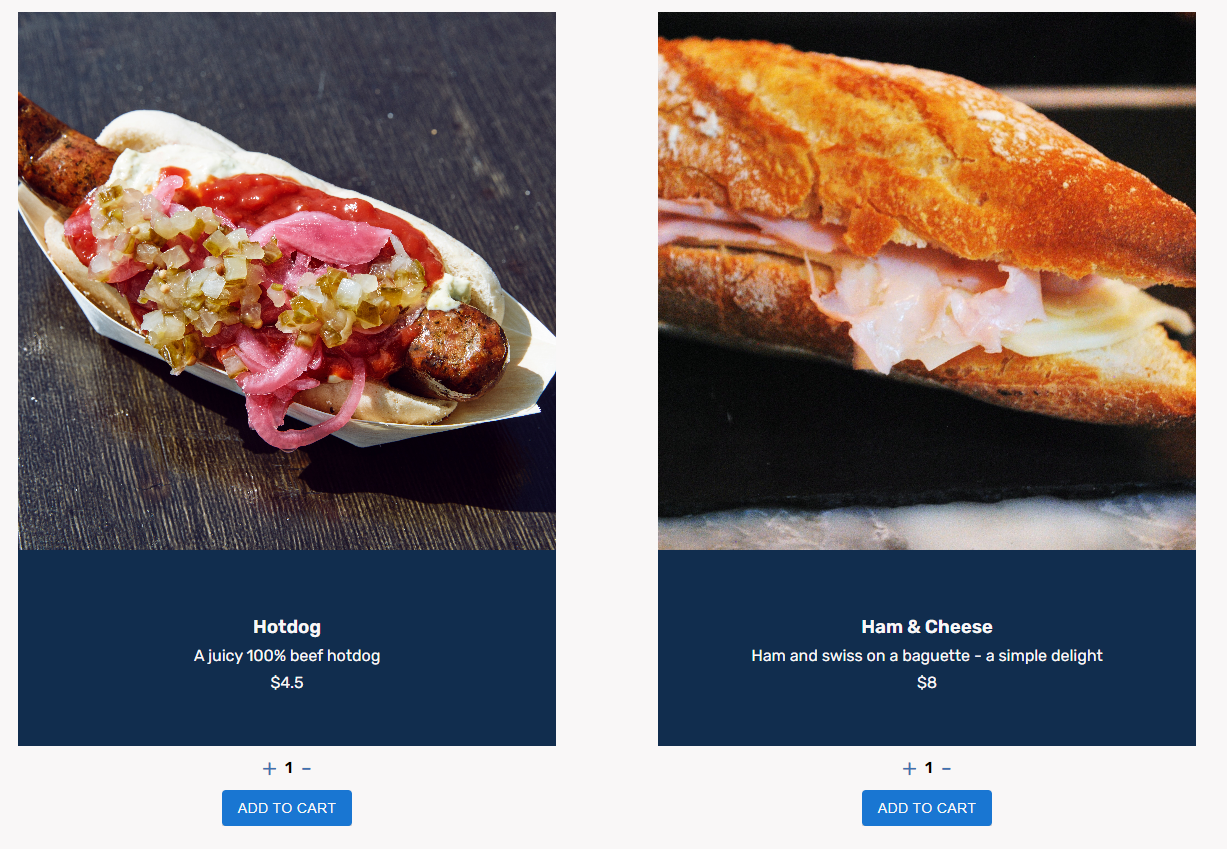 Hotdog
A juicy 100% beef hotdog
$4.5
+ 1 -
ADD TO CART
Ham & Cheese
Ham and swiss on a baguette - a simple delight
$8
+ 1 -
ADD TO CART